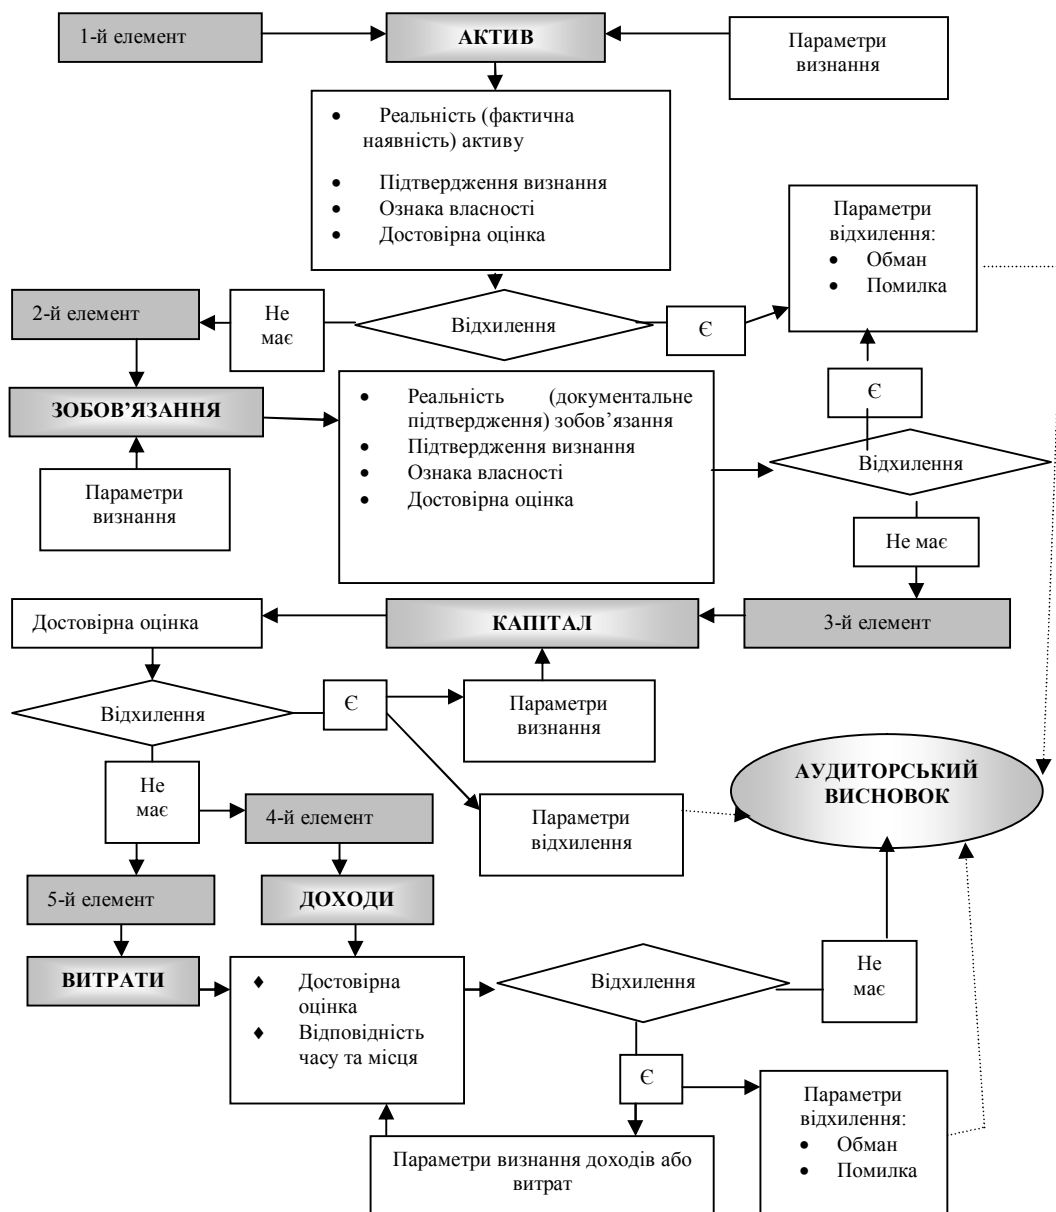 1-й елемент
АКТИВ
Параметри
визнання
• Реальність (фактична
наявність) активу
• Підтвердження визнання
• Ознака власності
• Достовірна оцінка
Параметри
відхилення:
• Обман
• Помилка
2-й елемент
Не
має
Відхилення
Є
ЗОБОВ’ЯЗАННЯ
• Реальність (документальне
підтвердження) зобов’язання
• Підтвердження визнання
• Ознака власності
• Достовірна оцінка
Є
Відхилення
Параметри
визнання
Не має
Достовірна оцінка
КАПІТАЛ
3-й елемент
Відхилення
Є
Параметри
визнання
Не
має
4-й елемент
Параметри
відхилення
АУДИТОРСЬКИЙ
ВИСНОВОК
5-й елемент
ДОХОДИ
ВИТРАТИ
♦ Достовірна
оцінка
♦ Відповідність
часу та місця
Відхилення
Не
має
Є
Параметри визнання доходів або
витрат
Параметри
відхилення:
• Обман
• Помилка